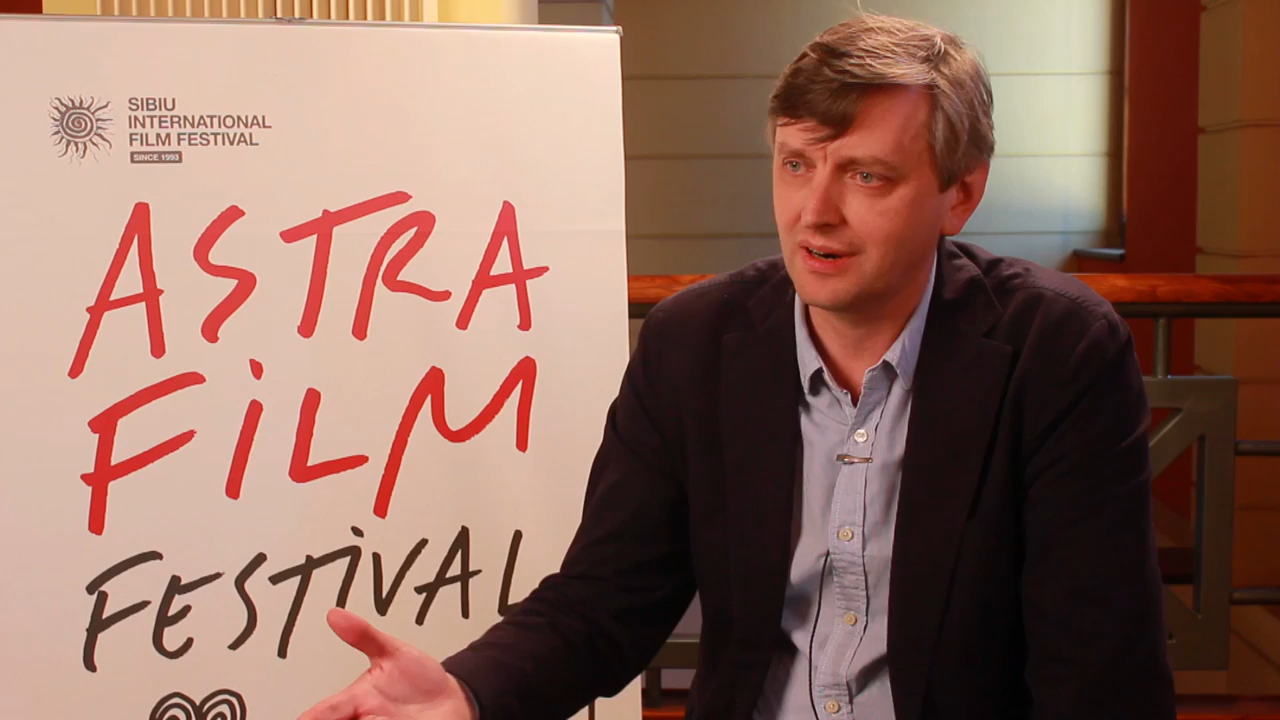 SIBIU
INTERNATIONAL
FILM FESTIVAL
SINCE 1993
ASTRA
FiLM
FESTiVAL